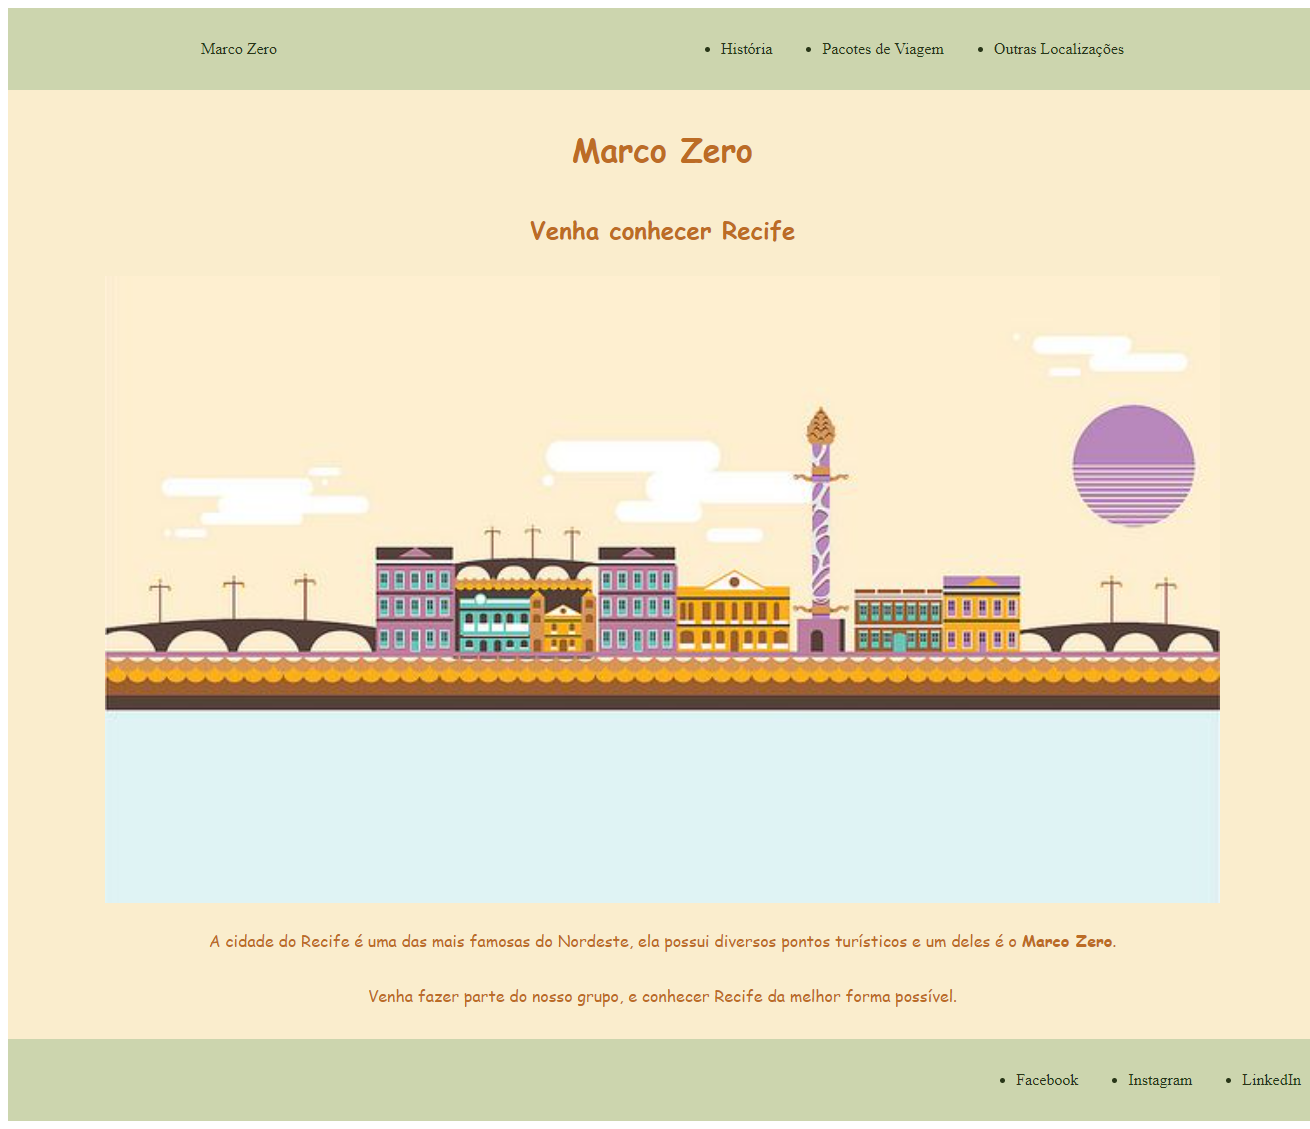 Marco Zero
História
Pacotes de Viagem
Outras Localizações
Marco Zero
Venha conhecer Recife
A cidade do Recife é uma das mais famosas do Nordeste, ela possui diversos pontos turísticos e um deles é o Marco Zero.
Venha fazer parte do nosso grupo, e conhecer Recife da melhor forma possível.
Facebook
Instagram
LinkedIn